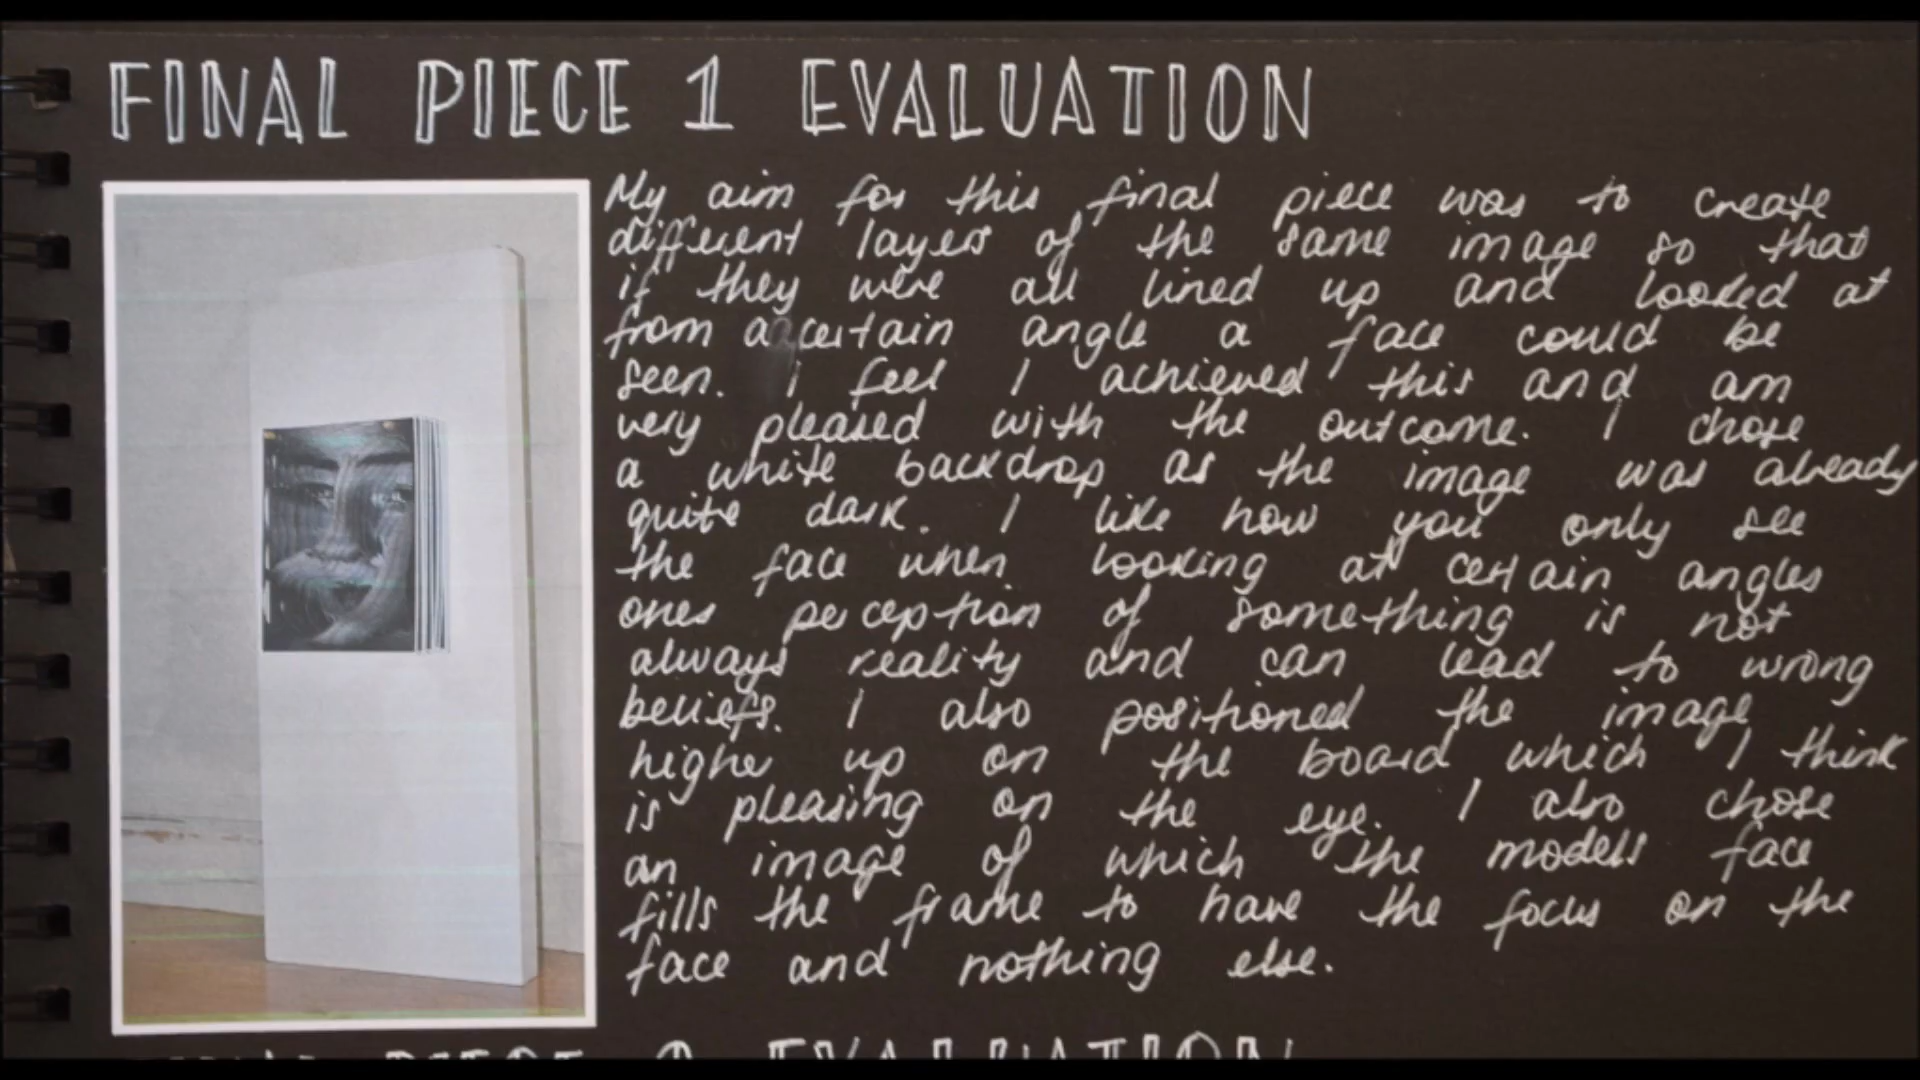 FINAL PIECE 1 EVALUATION
My aim for this final piece was to create
different layers of the same image so that
if they were all lined up and looked at
from a certain angle a face could be
seen. I feel I achieved this and am
very pleased with the outcome. I chose
a white backdrop as the image was already
quite dark. I like how you only see
the face when looking at certain angles
ones perception of something is not
always reality and can lead to wrong
beliefs. I also positioned the image
higher up on the board which I think
is pleasing on the eye. I also chose
an image of which the models face
fills the frame to have the focus on the
face and nothing else.
PIECE EVALUATION